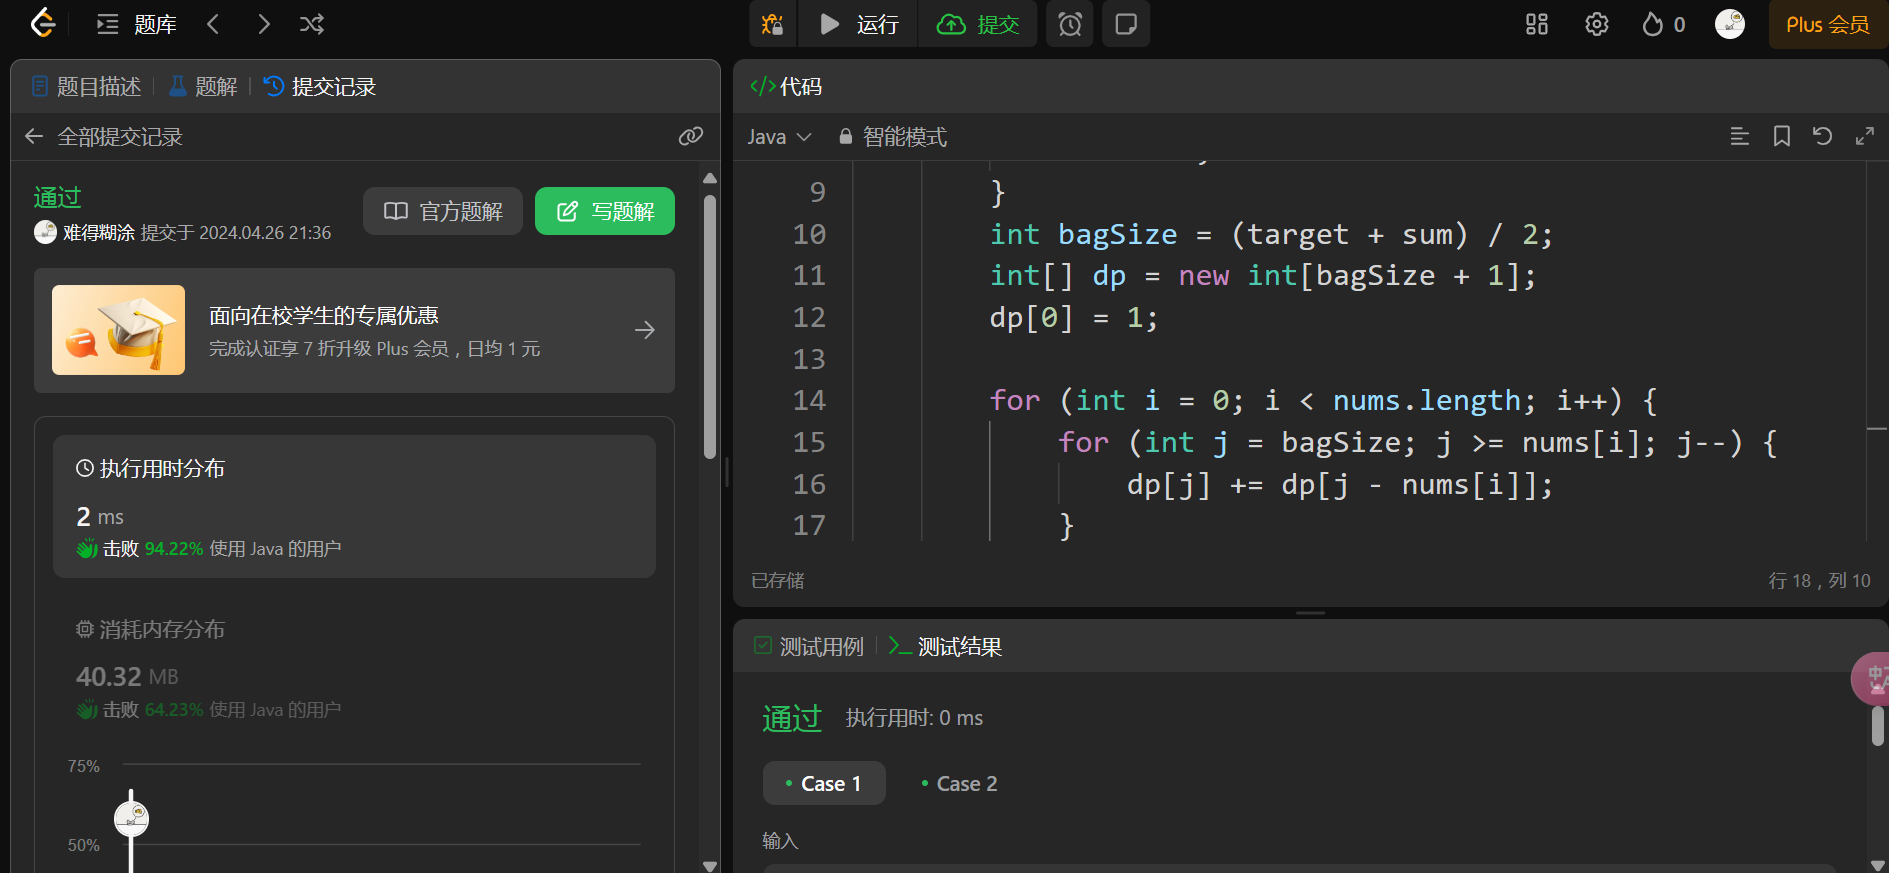 题库
运行
提交
0
Plus 会员
题目描述
题解
提交记录
全部提交记录
通过
难得糊涂 提交于 2024.04.26 21:36
官方题解
写题解
面向在校学生的专属优惠
完成认证享 7 折升级 Plus 会员，日均 1 元
执行用时分布
2 ms
击败 94.22% 使用 Java 的用户
消耗内存分布
40.32 MB
击败 64.23% 使用 Java 的用户
75%
50%
</>代码
Java
智能模式
9 }
10 int bagSize = (target + sum) / 2;
11 int[] dp = new int[bagSize + 1];
12 dp[0] = 1;
13
14 for (int i = 0; i < nums.length; i++) {
15 for (int j = bagSize; j >= nums[i]; j--) {
16 dp[j] += dp[j - nums[i]];
17 }
已存储
行 18，列 10
测试用例
测试结果
通过
执行用时: 0 ms
Case 1
Case 2
输入